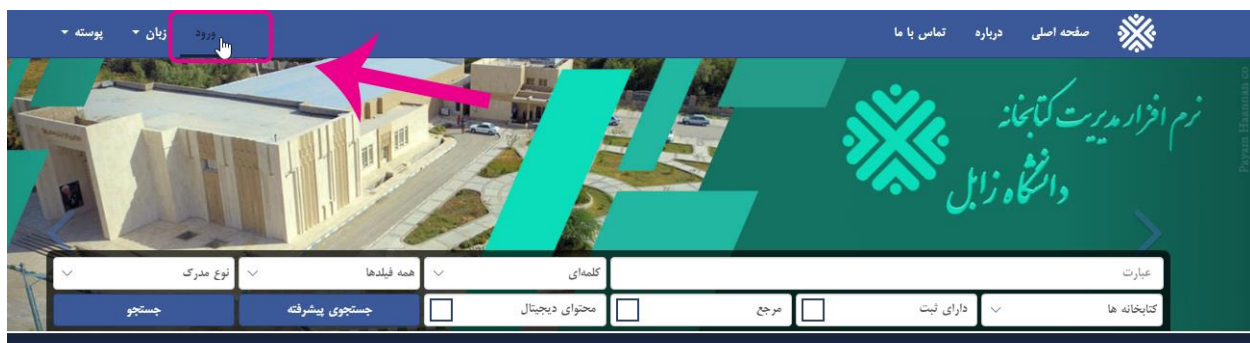 صفحه اصلی درباره تماس با ما ورود زبان پوسته
نرم افزار مدیریت کتابخانه
دانشگاه زابل
Payam Hannan co
عبارت کلمه‌ای همه فیلدها نوع مدرک
کتابخانه ها دارای ثبت مرجع محتوای دیجیتال جستجوی پیشرفته جستجو